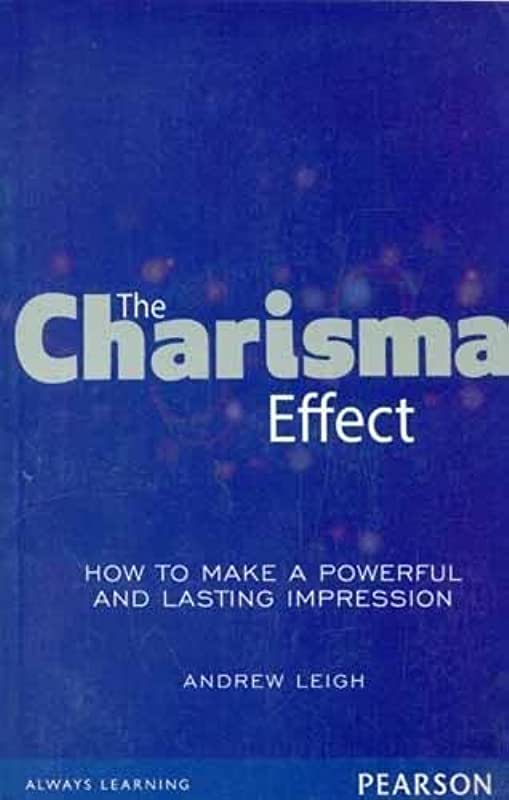 The
Charisma
Effect
HOW TO MAKE A POWERFUL
AND LASTING IMPRESSION
ANDREW LEIGH
ALWAYS LEARNING
PEARSON